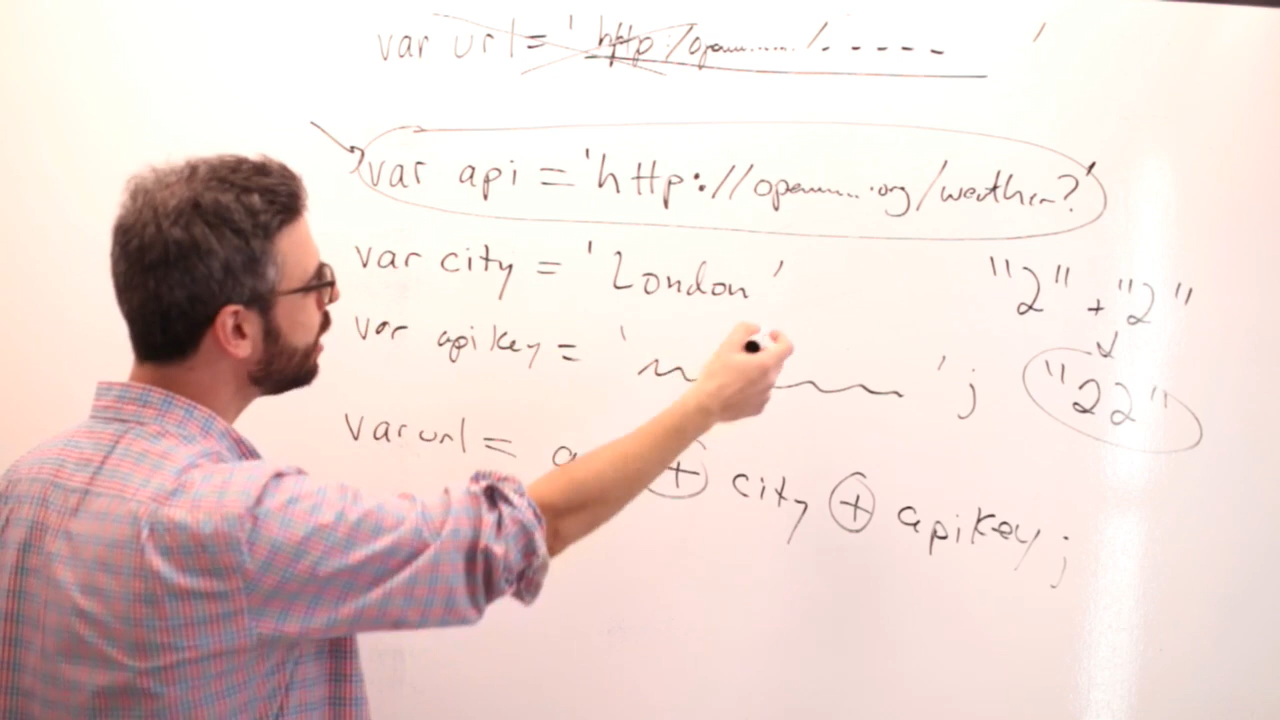 var url = 'http:/open......../. - - - - - '
var api = 'http://open.......org/weather?'
var city = 'London'
"2" + "2"
var apikey = ' ' ;
"22"
var url = a + city + apikey ;